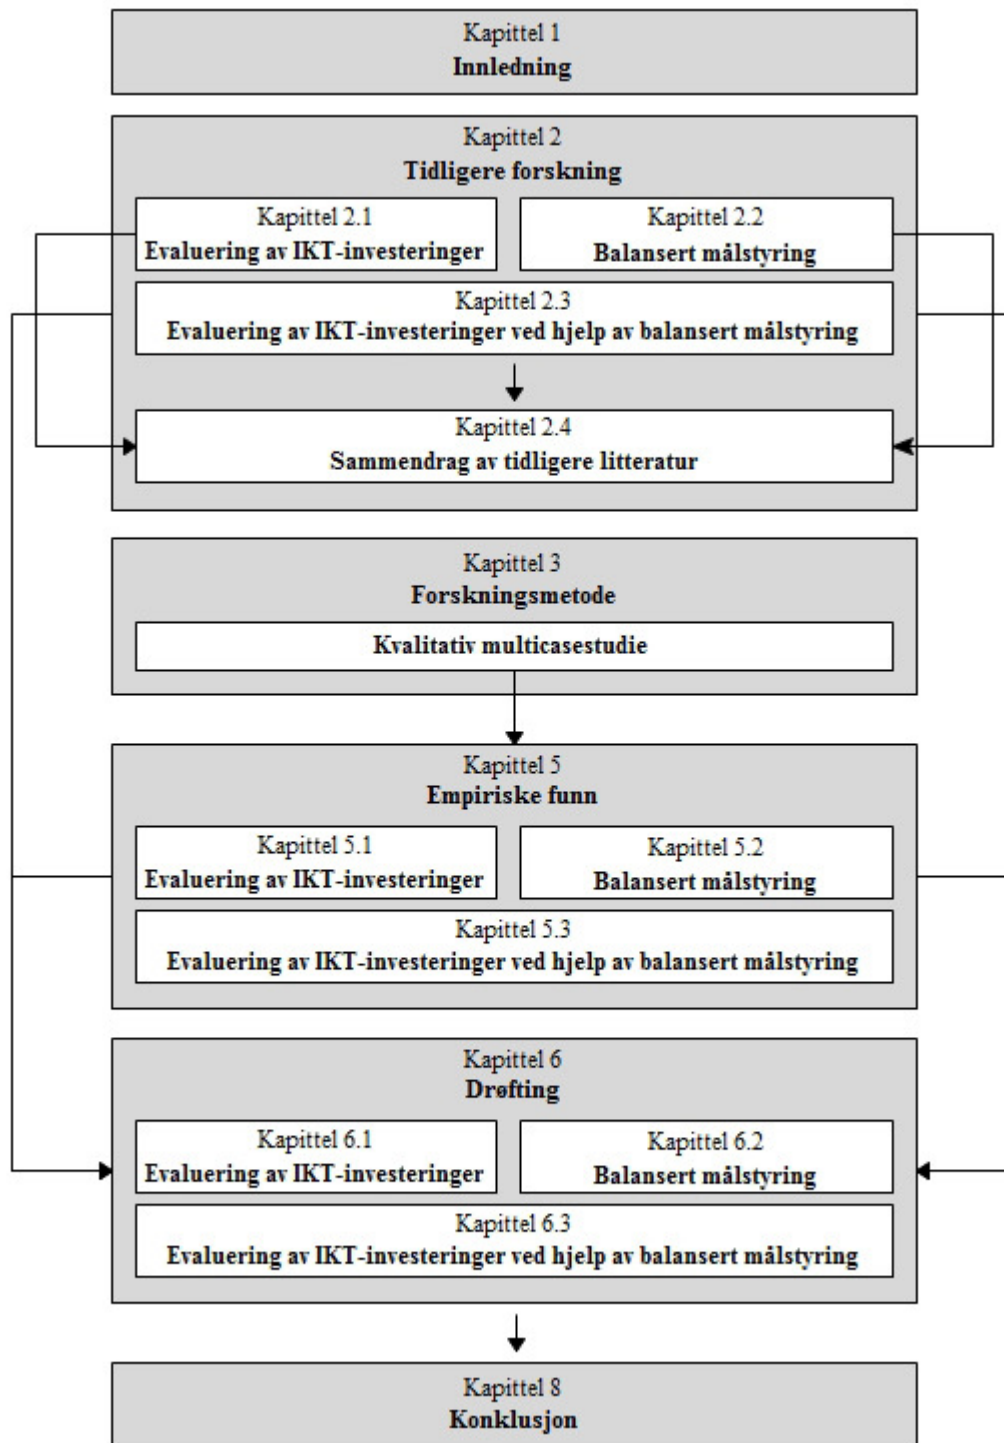 Kapittel 1
Innledning
Kapittel 2
Tidligere forskning
Kapittel 2.1
Evaluering av IKT-investeringer
Kapittel 2.2
Balansert målstyring
Kapittel 2.3
Evaluering av IKT-investeringer ved hjelp av balansert målstyring
Kapittel 2.4
Sammendrag av tidligere litteratur
Kapittel 3
Forskningsmetode
Kvalitativ multicasestudie
Kapittel 5
Empiriske funn
Kapittel 5.1
Evaluering av IKT-investeringer
Kapittel 5.2
Balansert målstyring
Kapittel 5.3
Evaluering av IKT-investeringer ved hjelp av balansert målstyring
Kapittel 6
Drøfting
Kapittel 6.1
Evaluering av IKT-investeringer
Kapittel 6.2
Balansert målstyring
Kapittel 6.3
Evaluering av IKT-investeringer ved hjelp av balansert målstyring
Kapittel 8
Konklusjon